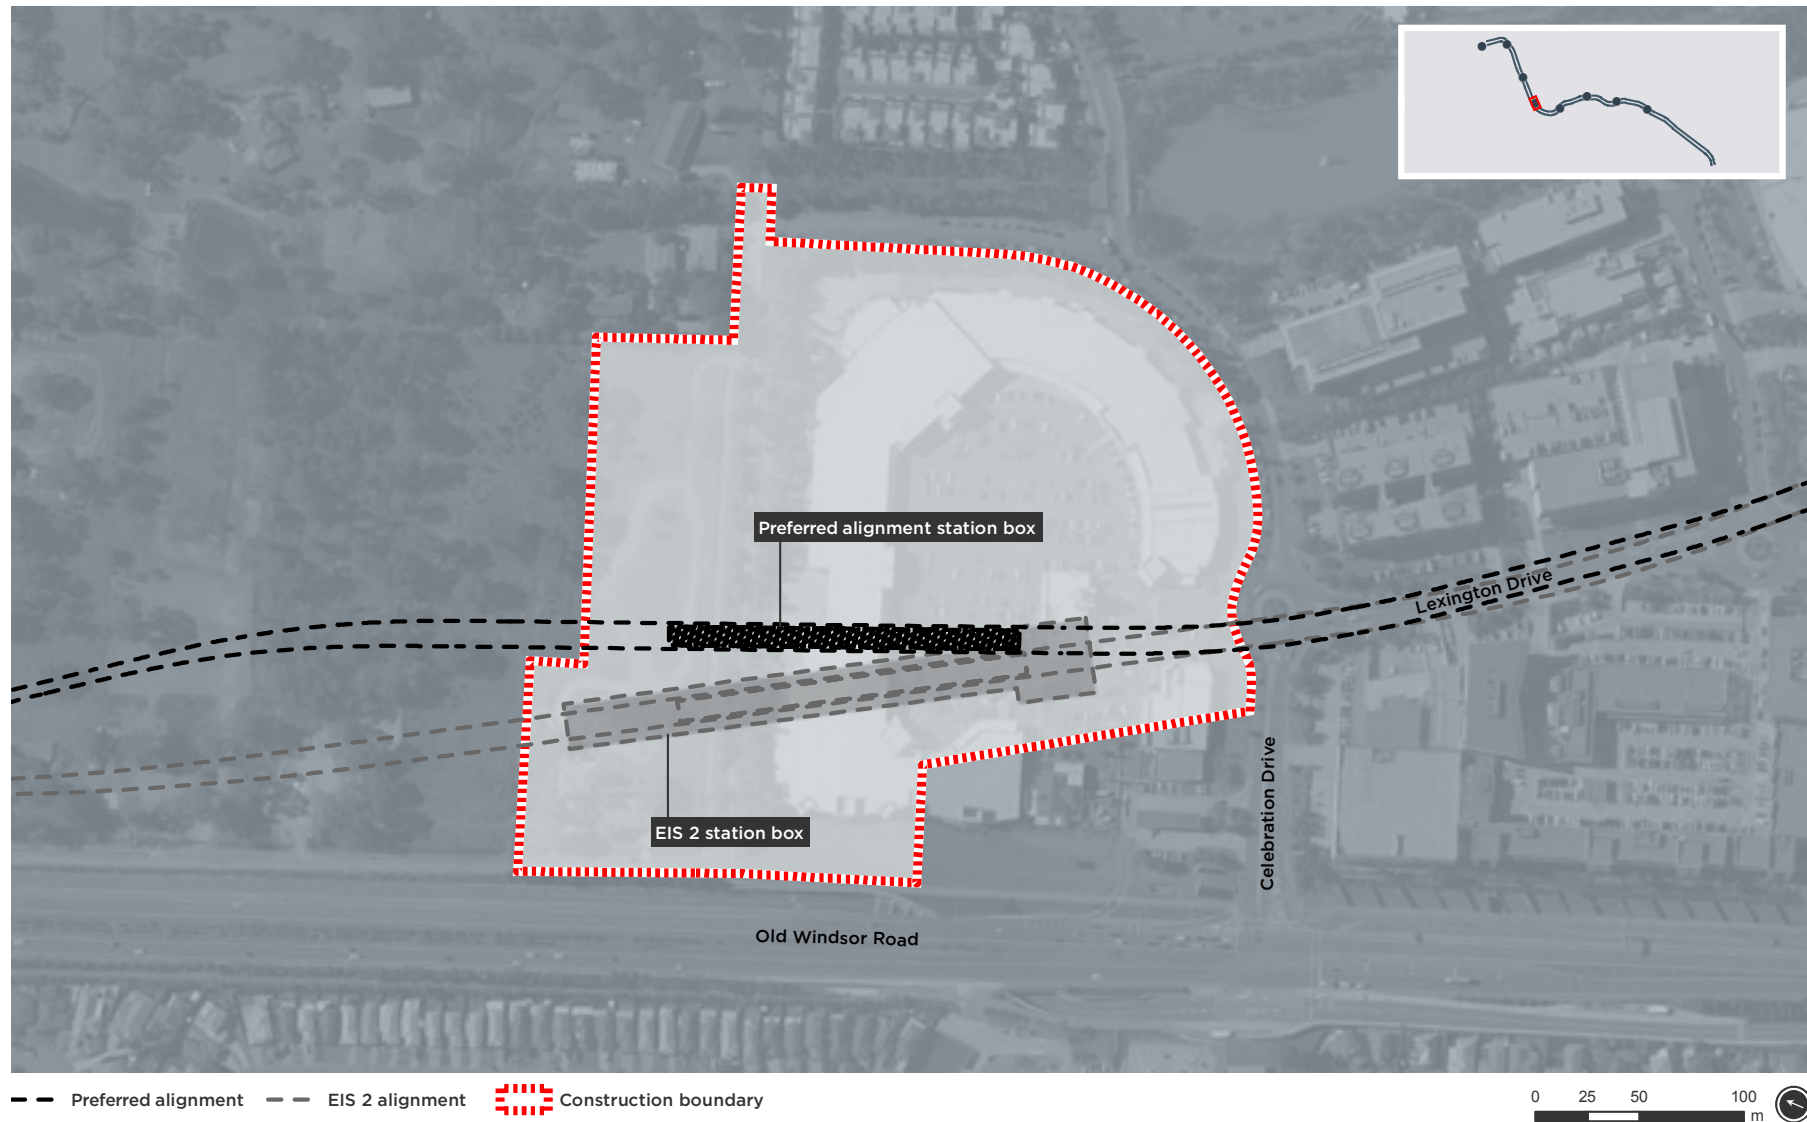 Preferred alignment station box
Lexington Drive
EIS 2 station box
Celebration Drive
Old Windsor Road
Preferred alignment
EIS 2 alignment
Construction boundary
0 25 50 100
m